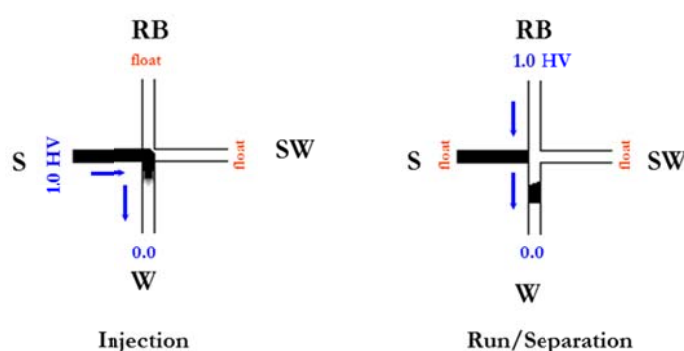 RB
float
S
1.0 HV
float
SW
0.0
W
Injection
RB
1.0 HV
S
float
float
SW
0.0
W
Run/Separation